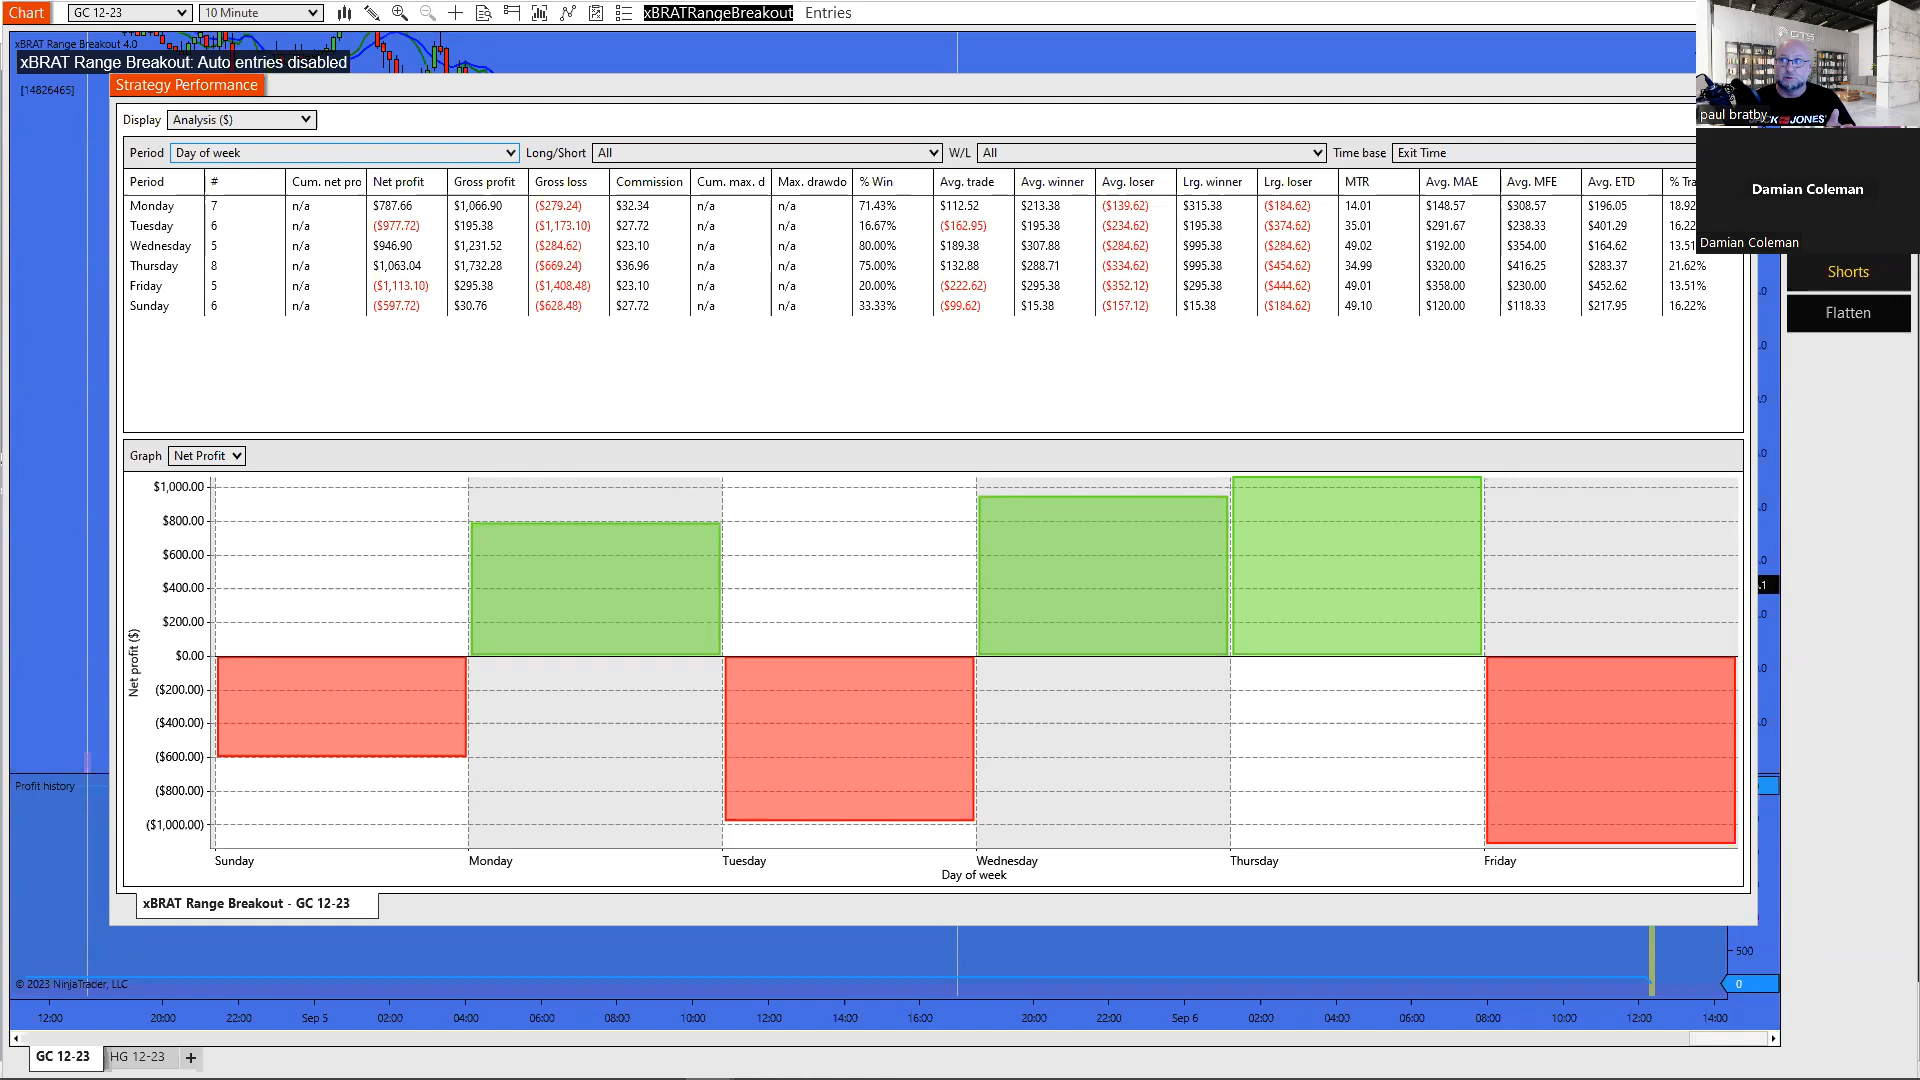 Chart GC 12-23 10 Minute xBRATRangeBreakout Entries
xBRAT Range Breakout 4.0
xBRAT Range Breakout: Auto entries disabled
[14826465]
Strategy Performance
Display Analysis ($)
Period Day of week Long/Short All W/L All Time base Exit Time
Period # Cum. net pro Net profit Gross profit Gross loss Commission Cum. max. d Max. drawdo % Win Avg. trade Avg. winner Avg. loser Lrg. winner Lrg. loser MTR Avg. MAE Avg. MFE Avg. ETD % Tra
Monday 7 n/a $787.66 $1,066.90 ($279.24) $32.34 n/a n/a 71.43% $112.52 $213.38 ($139.62) $315.38 ($184.62) 14.01 $148.57 $308.57 $196.05 18.92
Tuesday 6 n/a ($977.72) $195.38 ($1,173.10) $27.72 n/a n/a 16.67% ($162.95) $195.38 ($234.62) $195.38 ($374.62) 35.01 $291.67 $238.33 $401.29 16.22
Wednesday 5 n/a $946.90 $1,231.52 ($284.62) $23.10 n/a n/a 80.00% $189.38 $307.88 ($284.62) $995.38 ($284.62) 49.02 $192.00 $354.00 $164.62 13.51
Thursday 8 n/a $1,063.04 $1,732.28 ($669.24) $36.96 n/a n/a 75.00% $132.88 $288.71 ($334.62) $995.38 ($454.62) 34.99 $320.00 $416.25 $283.37 21.62%
Friday 5 n/a ($1,113.10) $295.38 ($1,408.48) $23.10 n/a n/a 20.00% ($222.62) $295.38 ($352.12) $295.38 ($444.62) 49.01 $358.00 $230.00 $452.62 13.51%
Sunday 6 n/a ($597.72) $30.76 ($628.48) $27.72 n/a n/a 33.33% ($99.62) $15.38 ($157.12) $15.38 ($184.62) 49.10 $120.00 $118.33 $217.95 16.22%
GTS
JONES
paul bratby
Damian Coleman
Damian Coleman
Shorts
Flatten
Graph Net Profit
$1,000.00
$800.00
$600.00
$400.00
$200.00
$0.00
($200.00)
($400.00)
($600.00)
($800.00)
($1,000.00)
Net profit ($)
Sunday Monday Tuesday Wednesday Thursday Friday
Day of week
xBRAT Range Breakout - GC 12-23
Profit history
500
0
© 2023 NinjaTrader, LLC
12:00 20:00 22:00 Sep 5 02:00 04:00 06:00 08:00 10:00 12:00 14:00 16:00 20:00 22:00 Sep 6 02:00 04:00 06:00 08:00 10:00 12:00 14:00
GC 12-23 HG 12-23 +